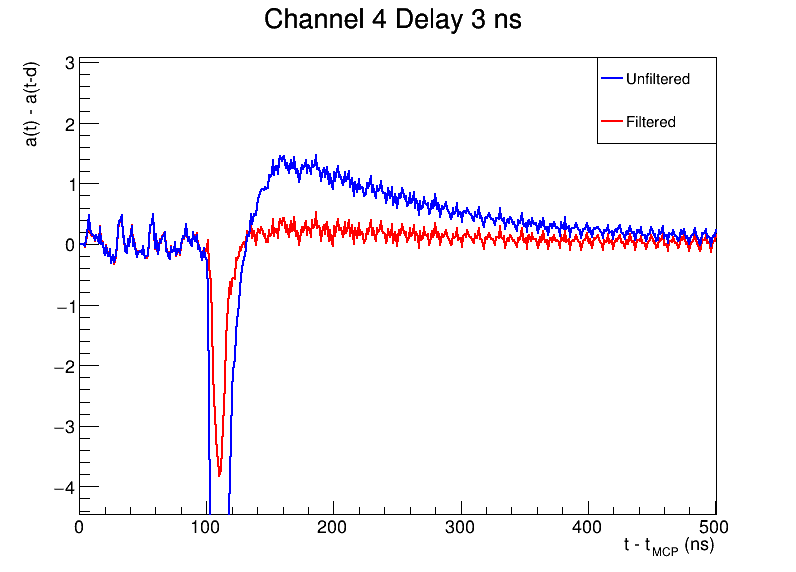 Channel 4 Delay 3 ns
a(t) - a(t-d)
Unfiltered
Filtered
3
2
1
0
−1
−2
−3
−4
0 100 200 300 400 500
t - t_MCP (ns)